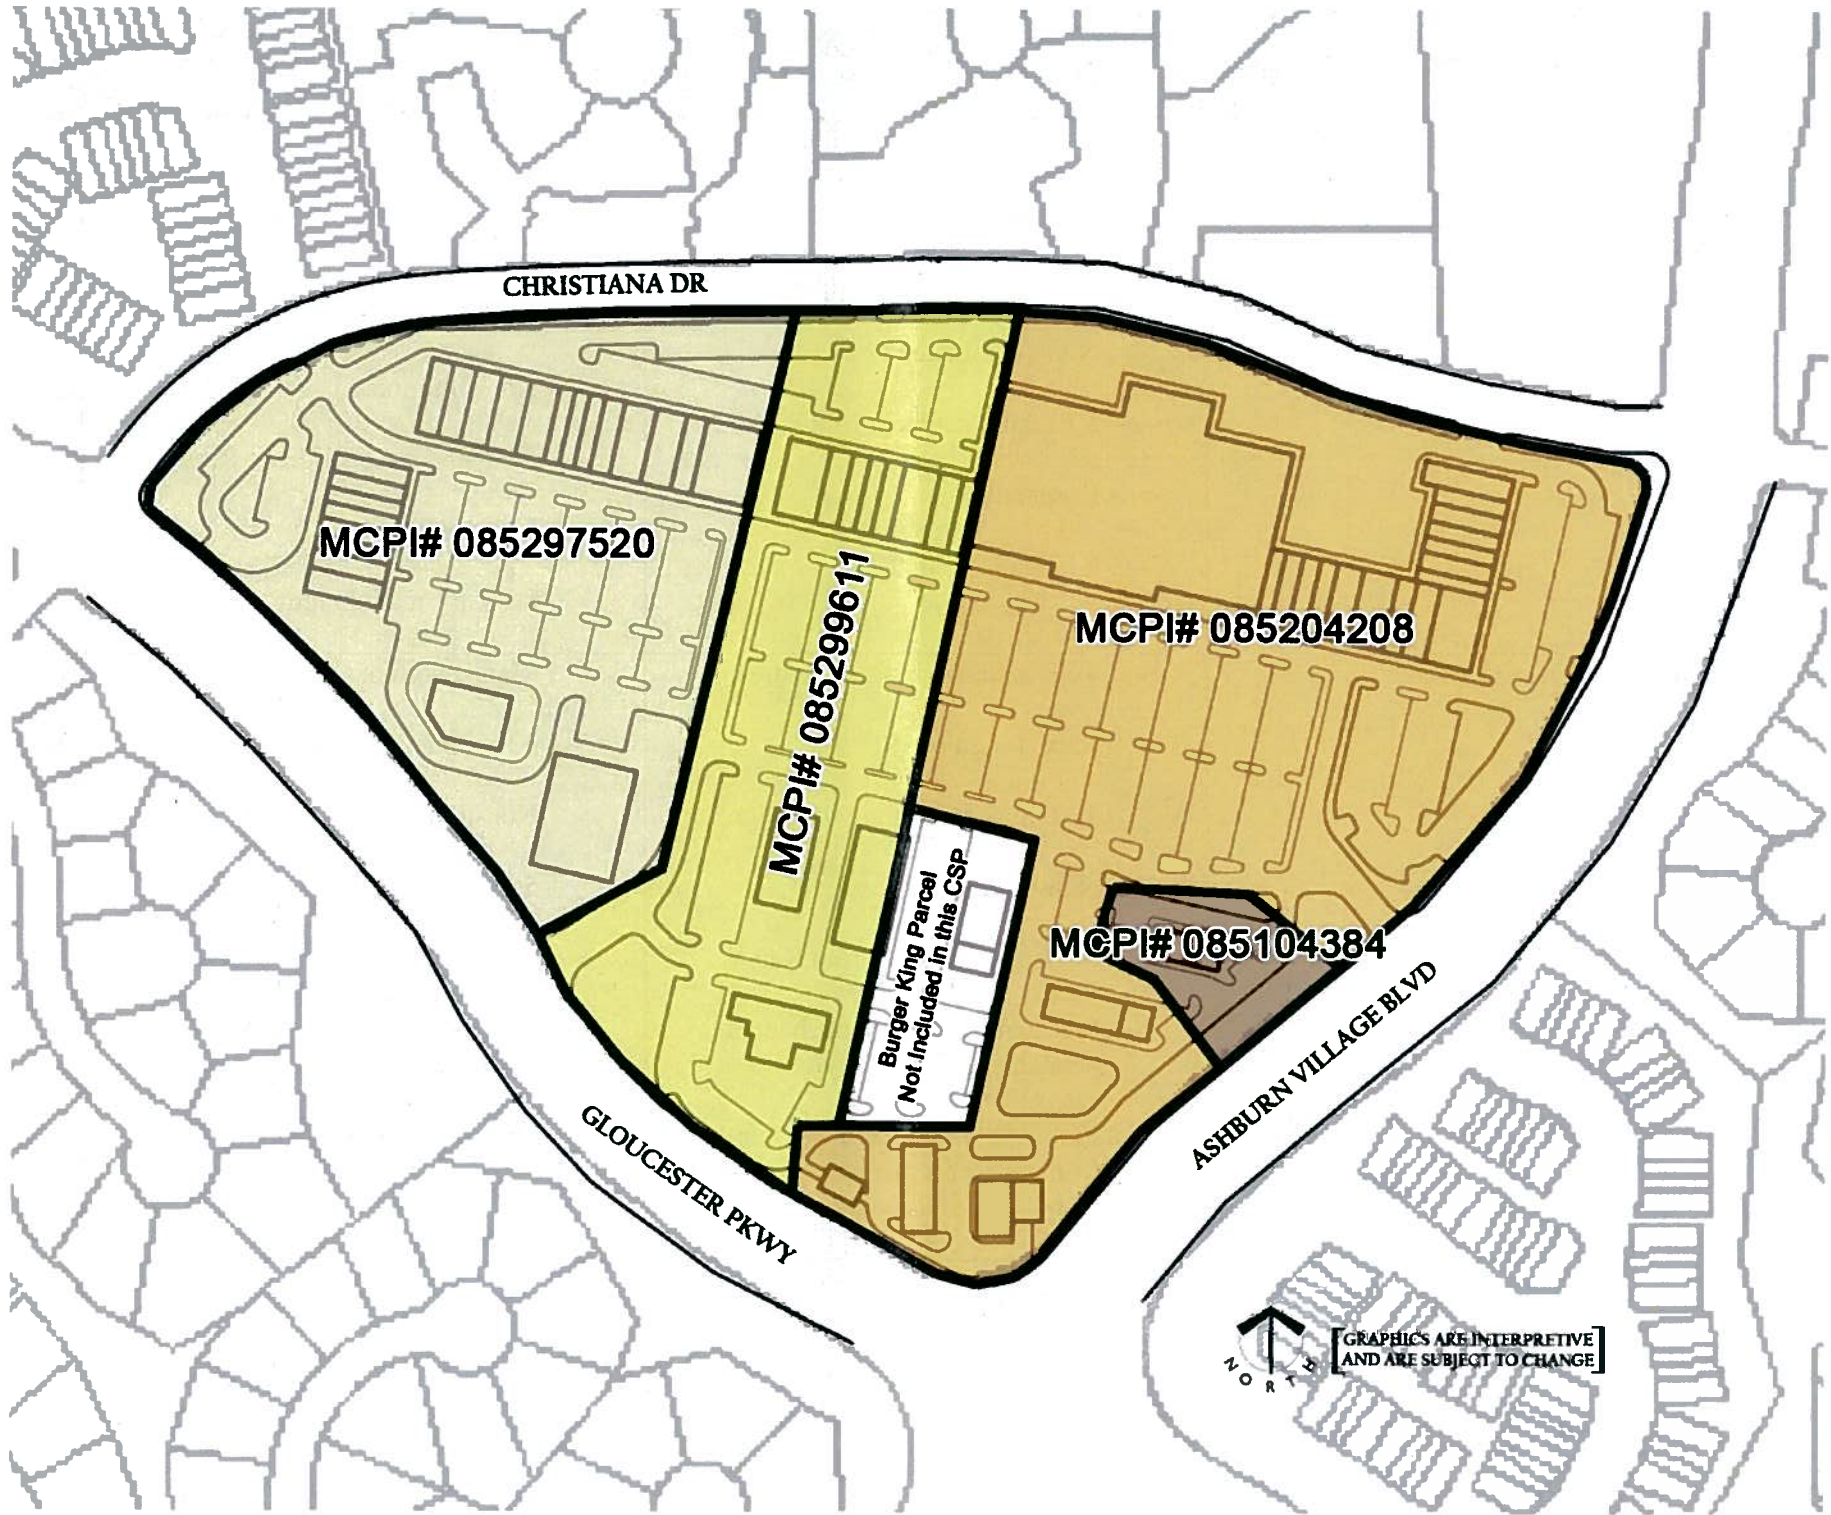 CHRISTIANA DR
MCPI# 085297520
MCPI# 085299611
MCPI# 085204208
Burger King Parcel
Not Included in this CSP
MCPI# 085104384
ASHBURN VILLAGE BLVD
GLOUCESTER PKWY
NORTH
[GRAPHICS ARE INTERPRETIVE
AND ARE SUBJECT TO CHANGE]